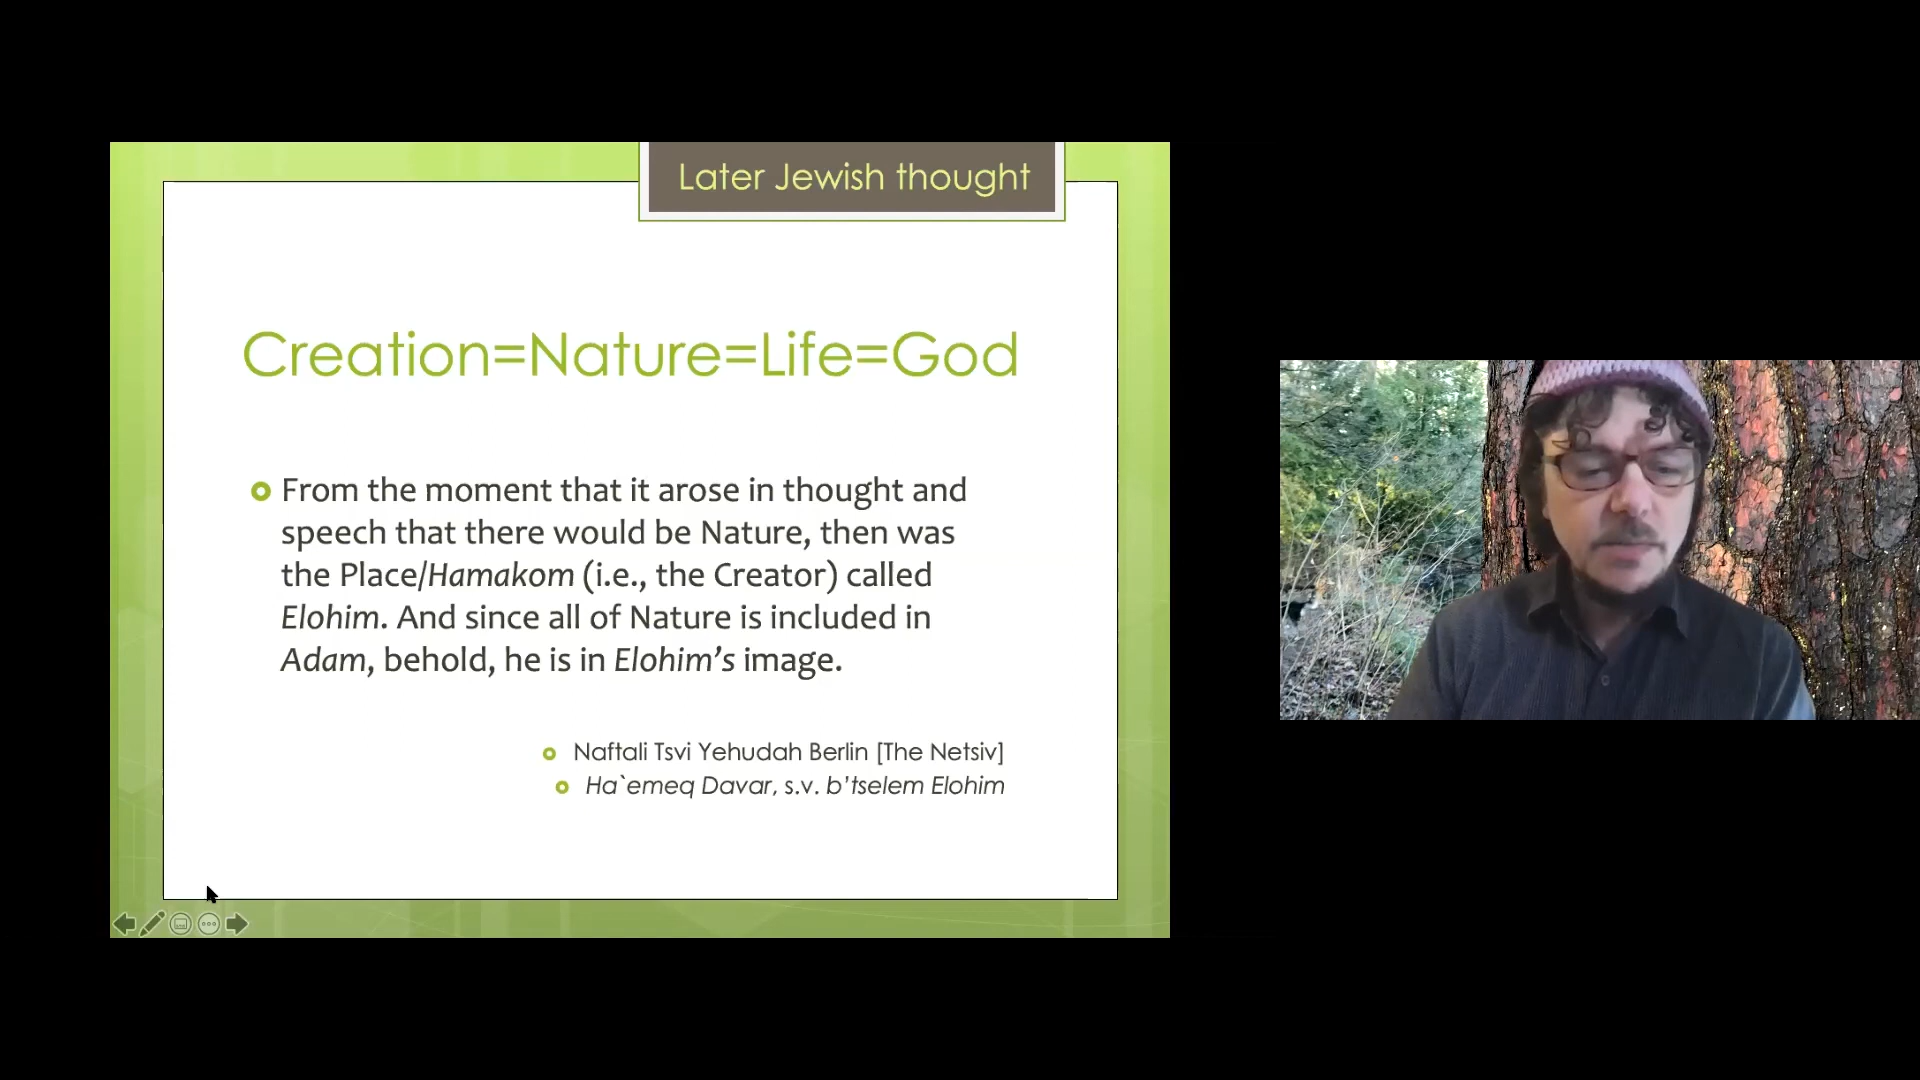 Later Jewish thought
Creation=Nature=Life=God
From the moment that it arose in thought and
speech that there would be Nature, then was
the Place/Hamakom (i.e., the Creator) called
Elohim. And since all of Nature is included in
Adam, behold, he is in Elohim’s image.
Naftali Tsvi Yehudah Berlin [The Netsiv]
Ha`emeq Davar, s.v. b’tselem Elohim